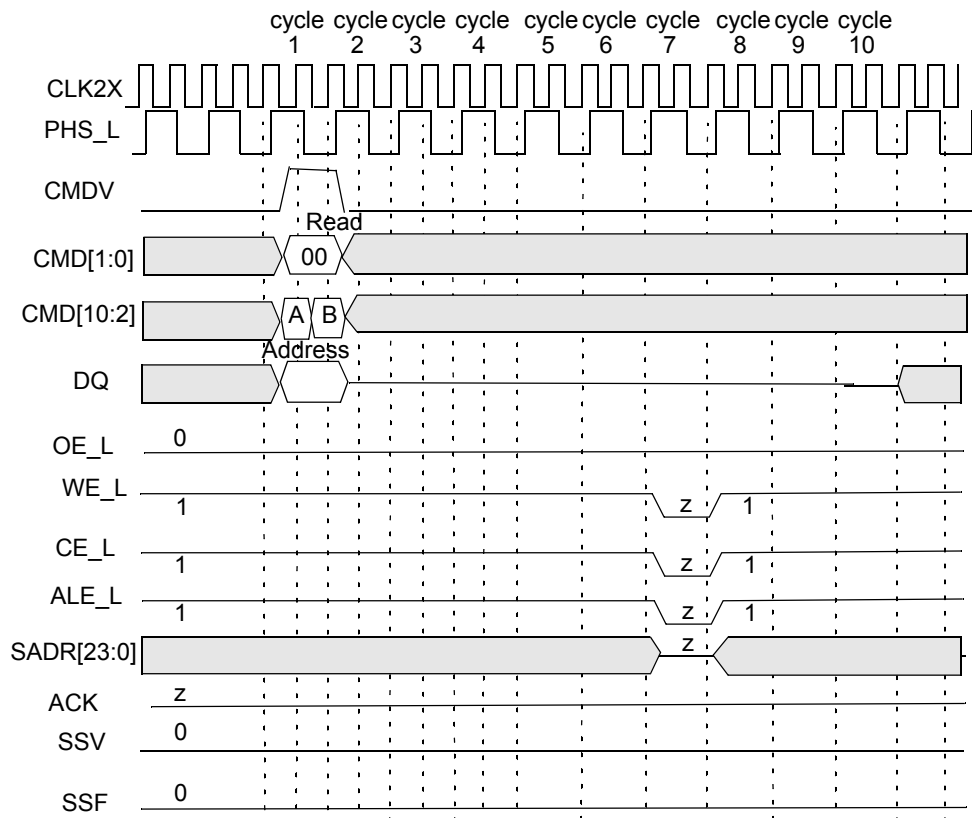 cycle cycle cycle cycle cycle cycle cycle cycle cycle cycle
1 2 3 4 5 6 7 8 9 10
CLK2X
PHS_L
CMDV
Read
CMD[1:0] 00
CMD[10:2] A B
Address
DQ
OE_L 0
WE_L 1 z 1
CE_L 1 z 1
ALE_L 1 z 1
SADR[23:0] z
ACK z
SSV 0
SSF 0